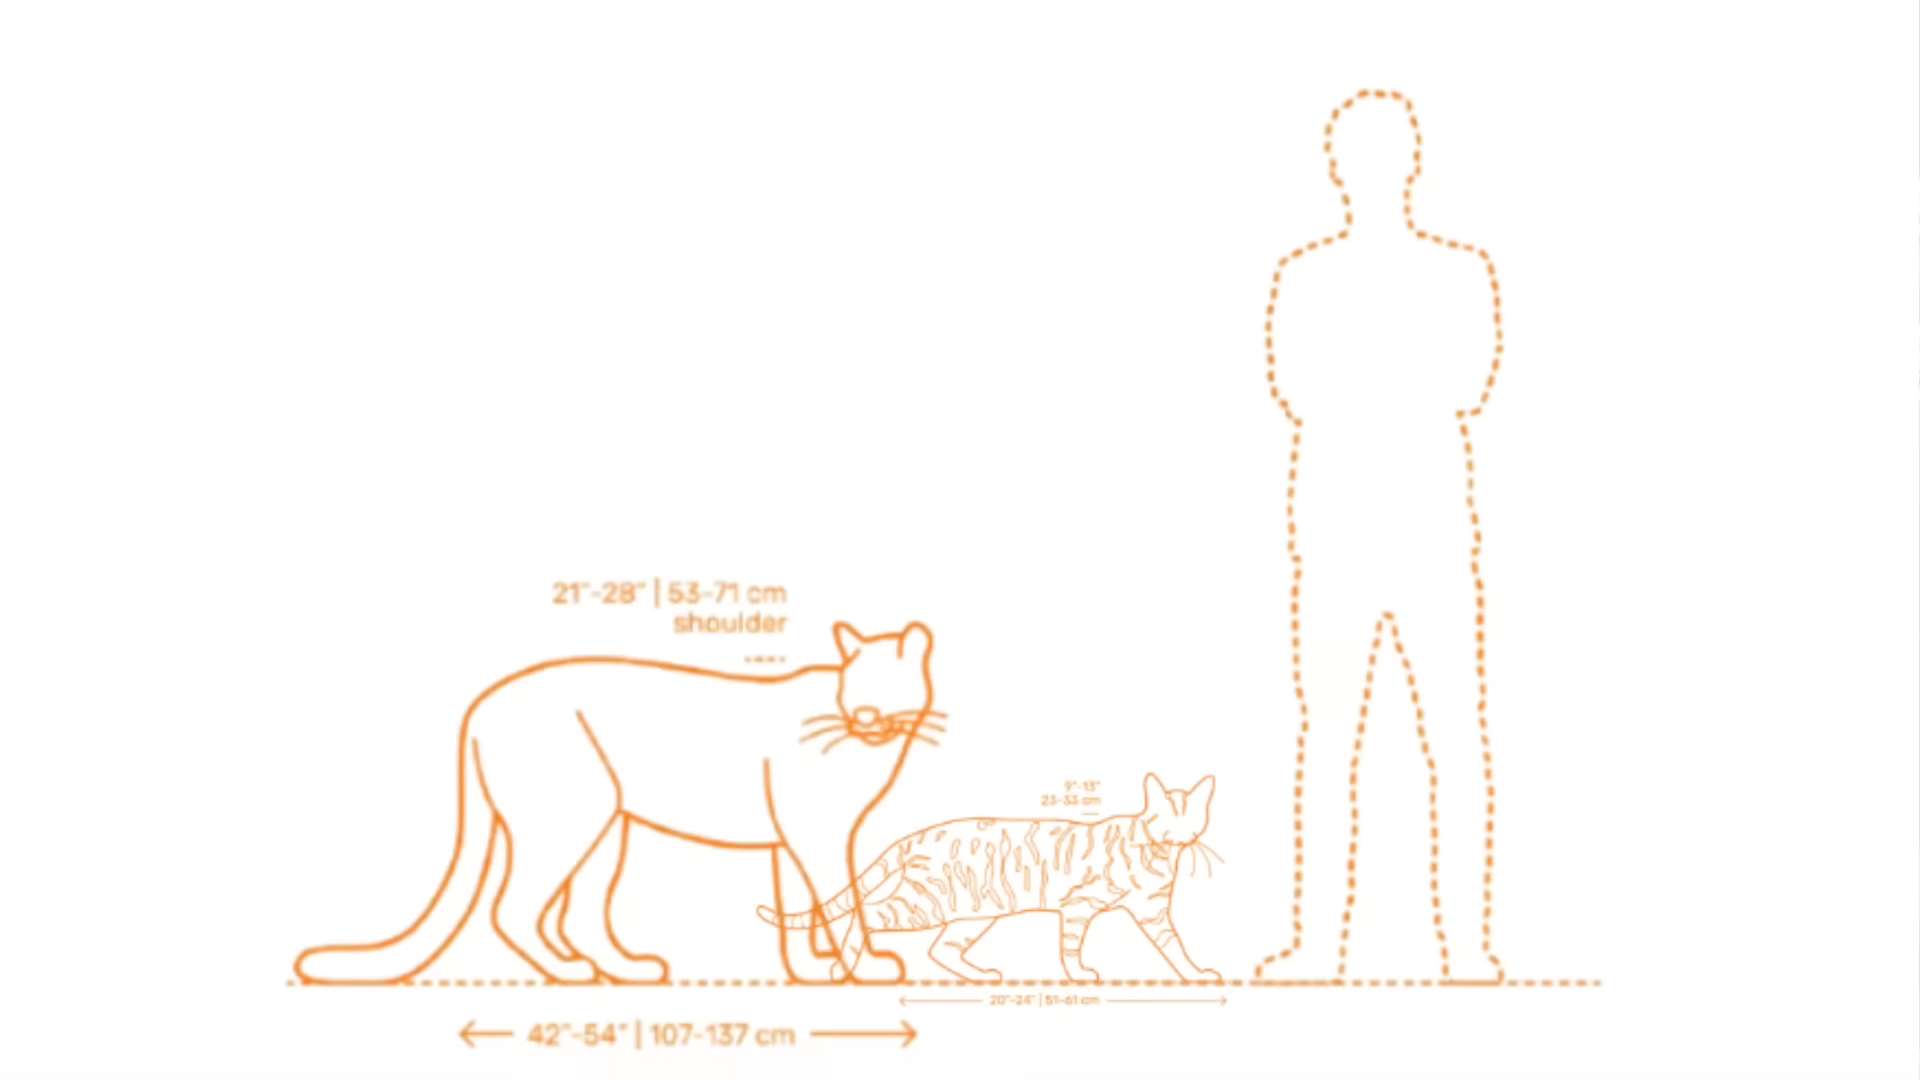 21"-28" | 53-71 cm
shoulder
9"-13"
23-33 cm
20"-24" | 51-61 cm
42"-54" | 107-137 cm